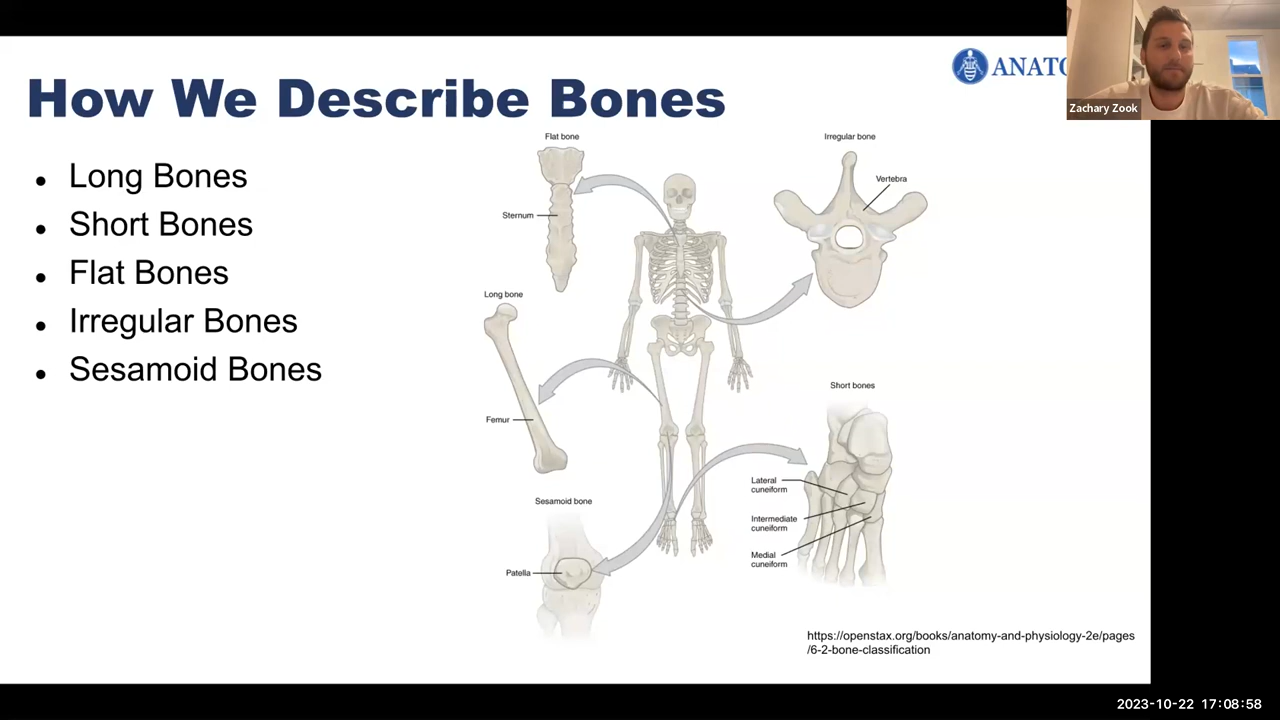 How We Describe Bones
ANATO
Zachary Zook
Long Bones
Short Bones
Flat Bones
Irregular Bones
Sesamoid Bones
Flat bone
Sternum
Irregular bone
Vertebra
Long bone
Femur
Short bones
Lateral
cuneiform
Intermediate
cuneiform
Medial
cuneiform
Sesamoid bone
Patella
https://openstax.org/books/anatomy-and-physiology-2e/pages
/6-2-bone-classification
2023-10-22 17:08:58